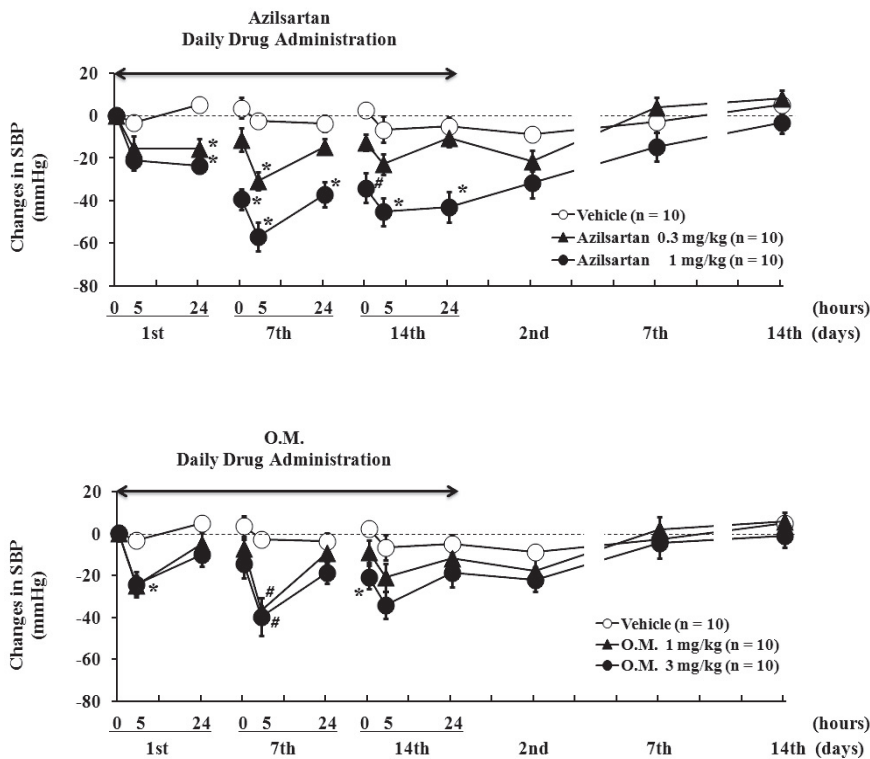 Azilsartan
Daily Drug Administration
20
0
-20
-40
-60
-80
Changes in SBP
(mmHg)
*
*
*
*
*
*
#
*
*
Vehicle (n = 10)
Azilsartan 0.3 mg/kg (n = 10)
Azilsartan 1 mg/kg (n = 10)
0 5 24 0 5 24 0 5 24 (hours)
1st 7th 14th 2nd 7th 14th (days)
O.M.
Daily Drug Administration
20
0
-20
-40
-60
-80
Changes in SBP
(mmHg)
*
#
#
*
Vehicle (n = 10)
O.M. 1 mg/kg (n = 10)
O.M. 3 mg/kg (n = 10)
0 5 24 0 5 24 0 5 24 (hours)
1st 7th 14th 2nd 7th 14th (days)